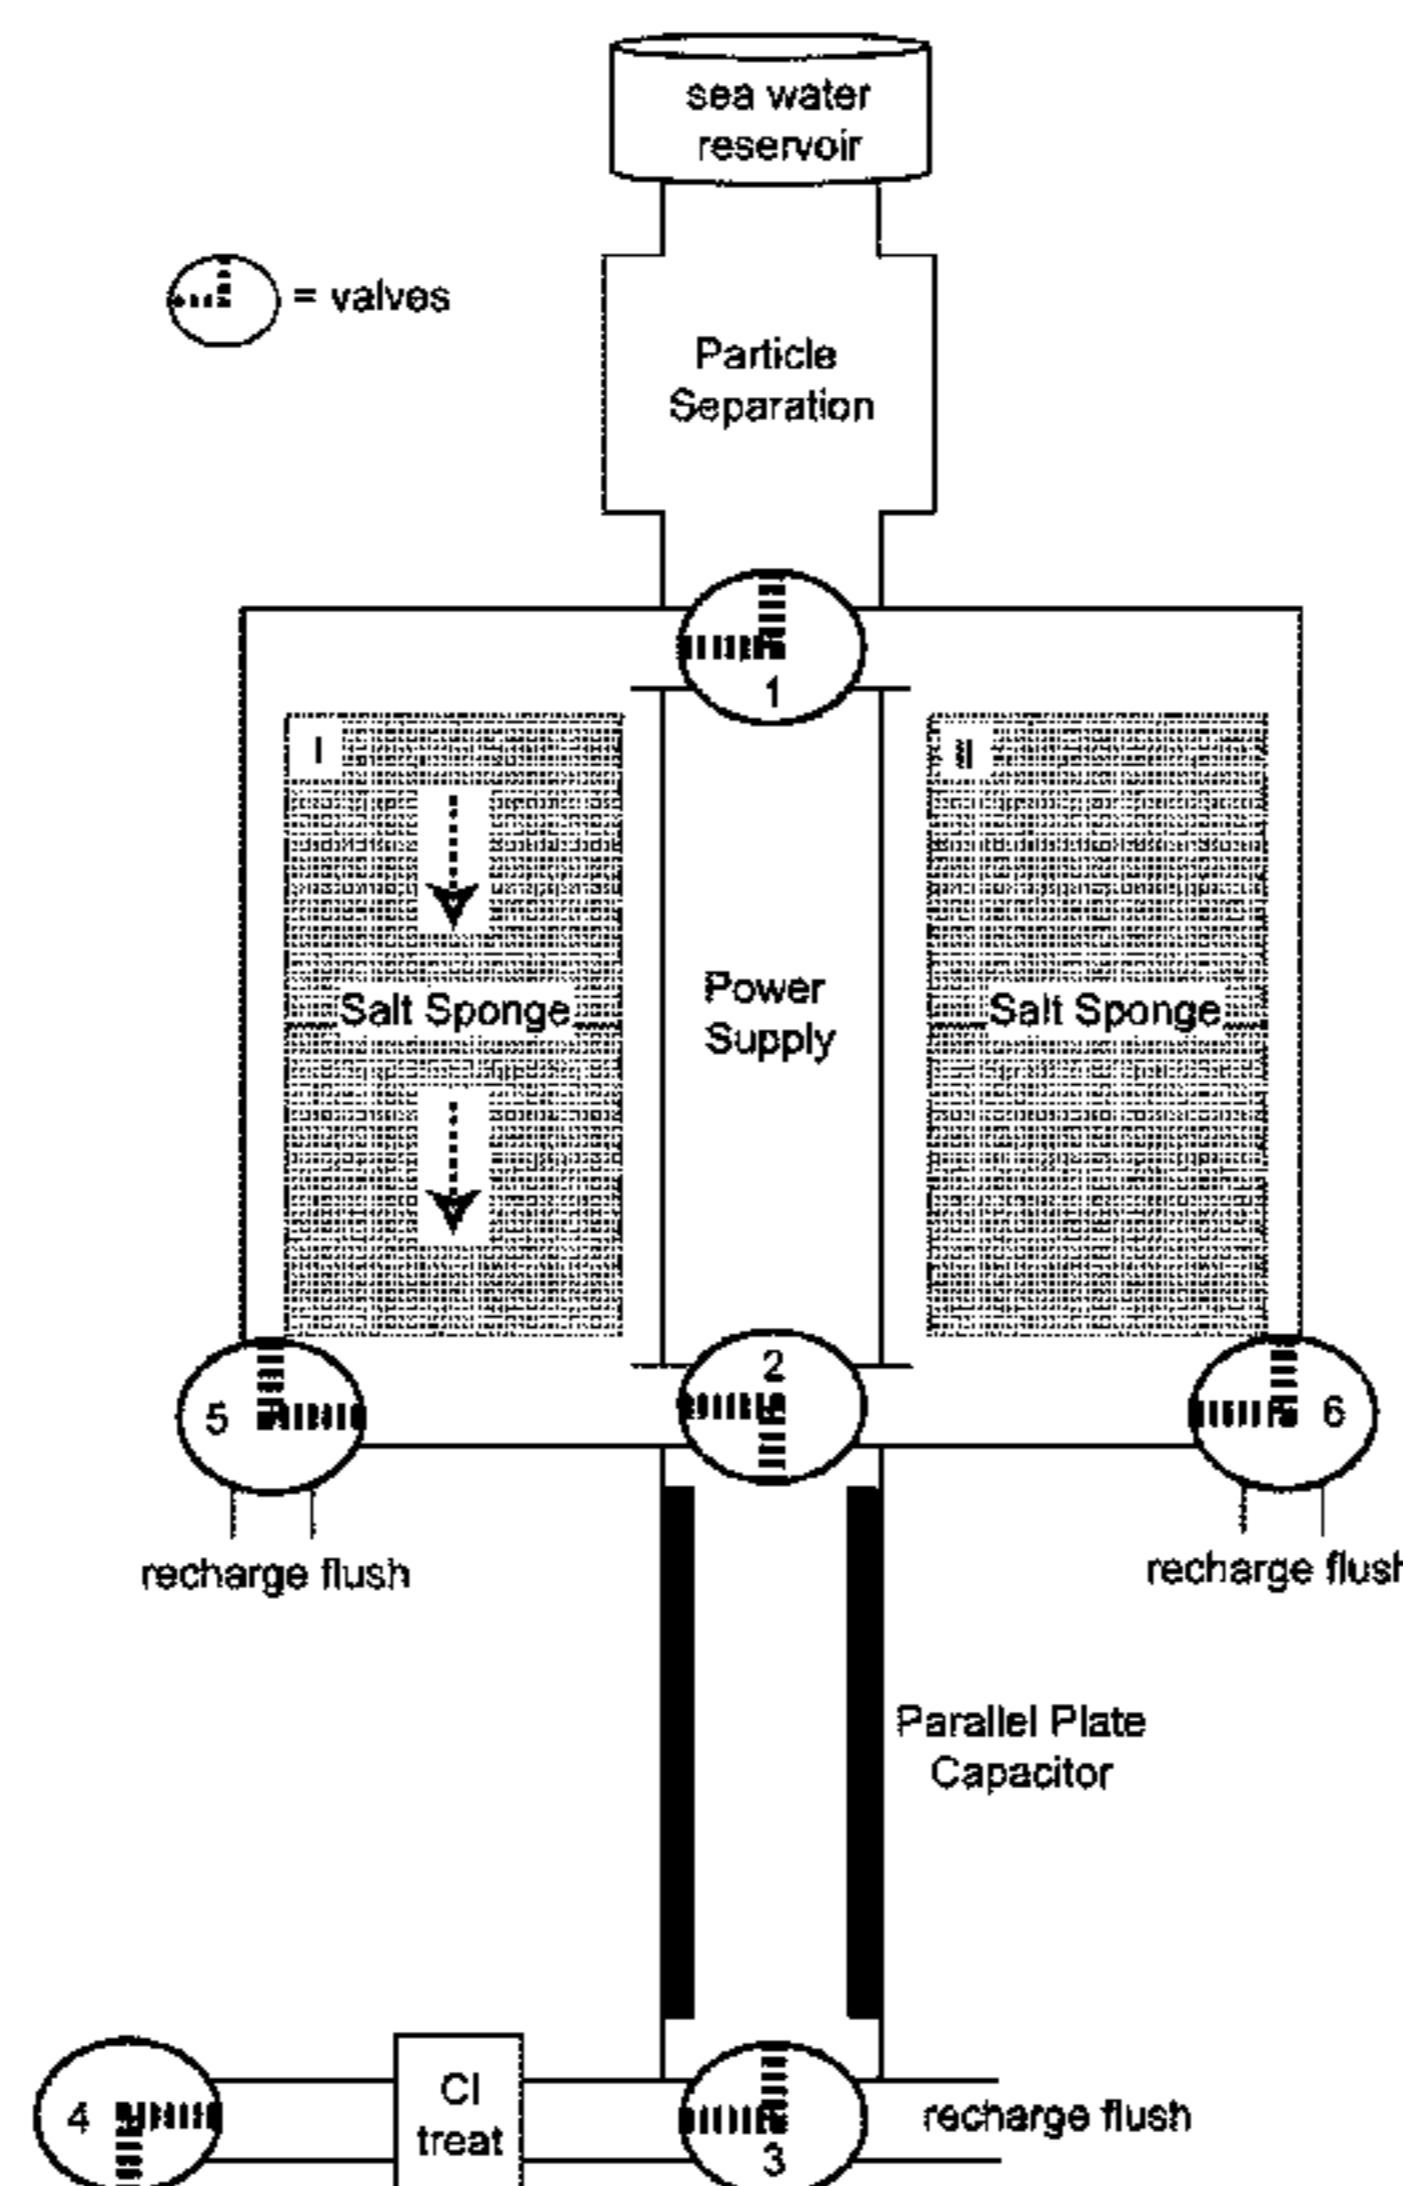 sea water
reservoir
= valves
Particle
Separation
1
I
II
Salt Sponge
Power
Supply
Salt Sponge
2
5
6
recharge flush
recharge flush
Parallel Plate
Capacitor
4
Cl
treat
3
recharge flush